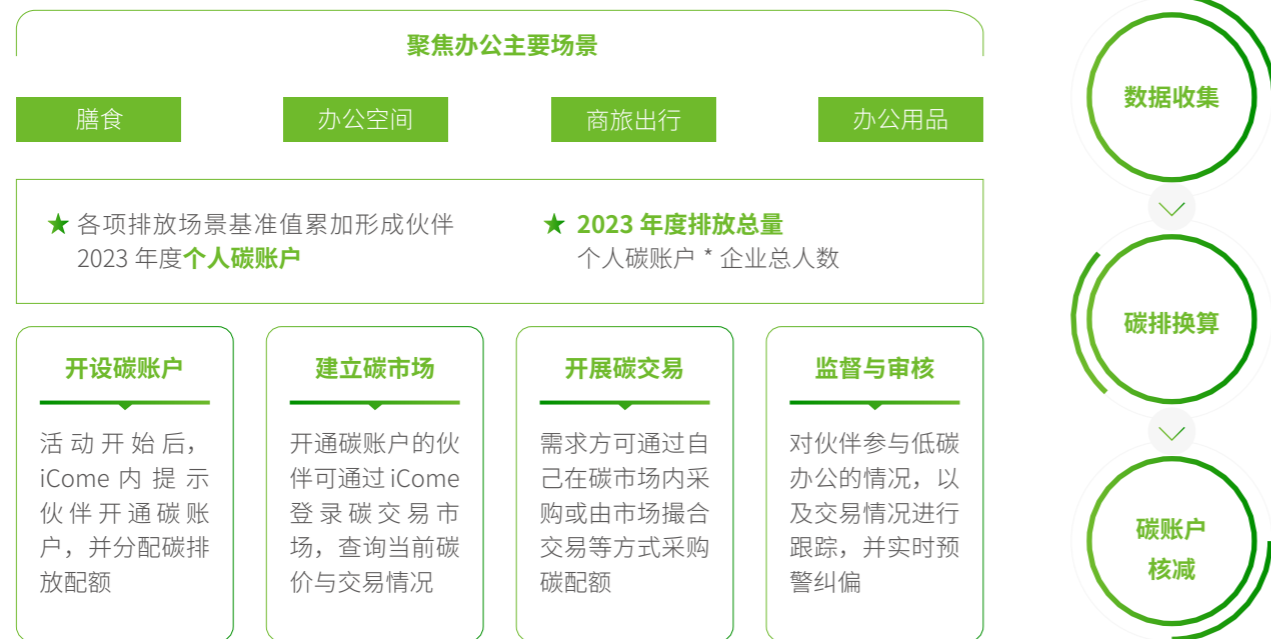 聚焦办公主要场景
膳食
办公空间
商旅出行
办公用品
★ 各项排放场景基准值累加形成伙伴
2023 年度个人碳账户
★ 2023 年度排放总量
个人碳账户 * 企业总人数
开设碳账户
活动开始后，
iCome 内提示
伙伴开通碳账
户，并分配碳排
放配额
建立碳市场
开通碳账户的伙
伴可通过 iCome
登录碳交易市
场，查询当前碳
价与交易情况
开展碳交易
需求方可通过自
己在碳市场内采
购或由市场撮合
交易等方式采购
碳配额
监督与审核
对伙伴参与低碳
办公的情况，以
及交易情况进行
跟踪，并实时预
警纠偏
数据收集
碳排换算
碳账户
核减